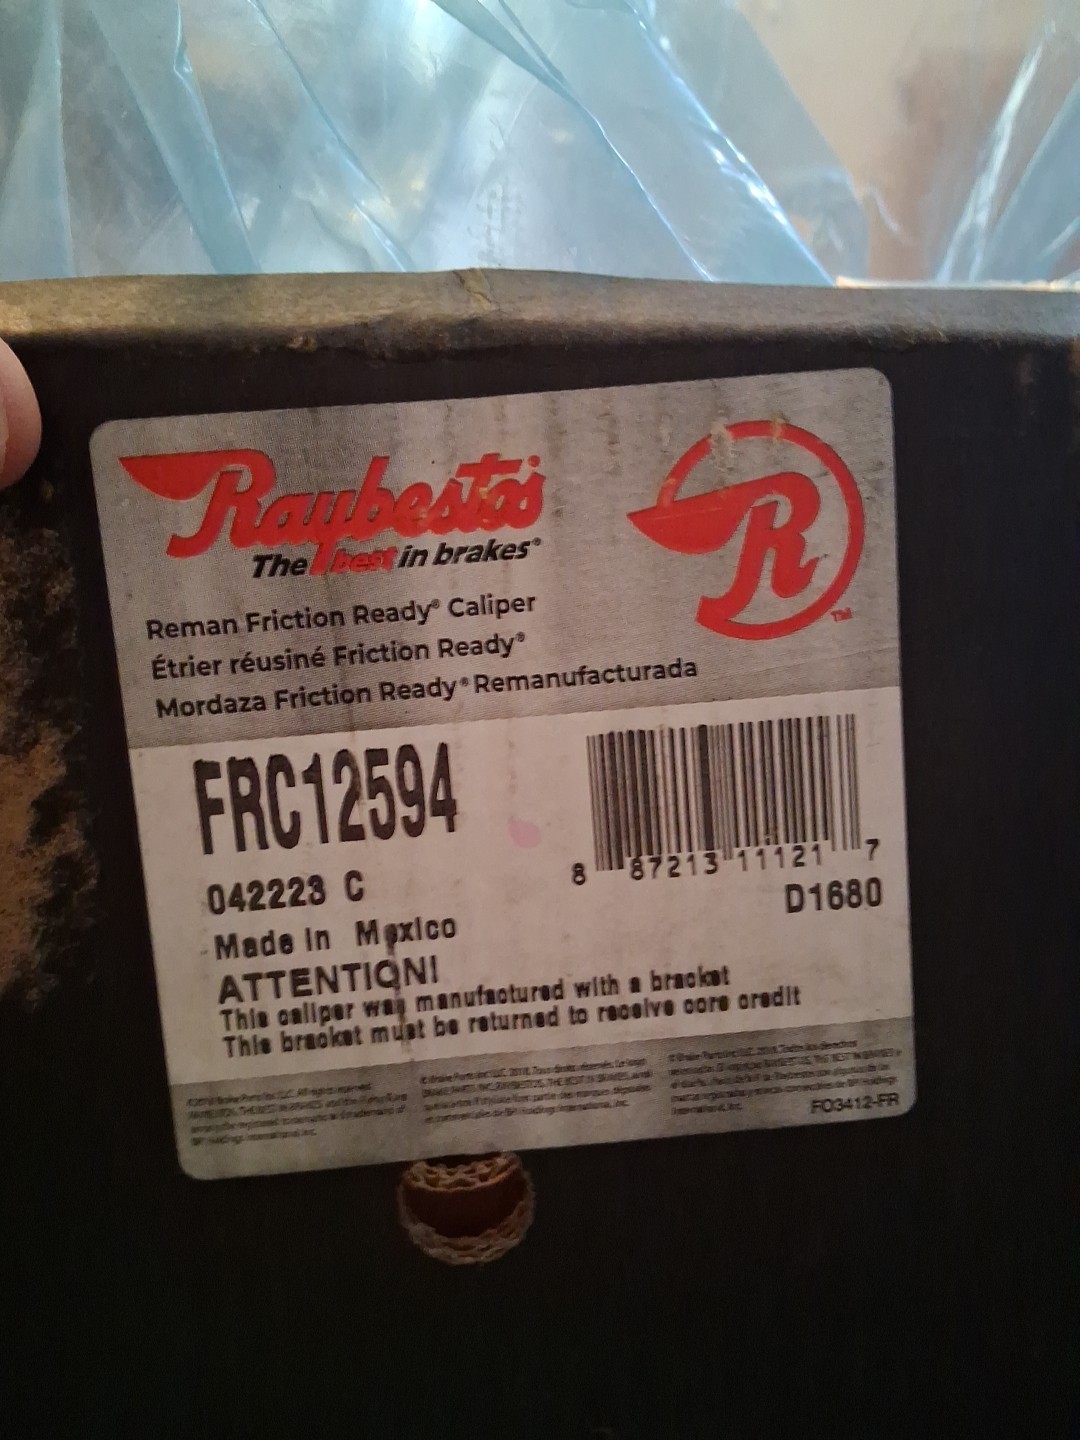 Raybestos
The best in brakes®
R
TM
Reman Friction Ready® Caliper
Étrier réusiné Friction Ready®
Mordaza Friction Ready® Remanufacturada
FRC12594
8 87213 11121 7
042223 C
D1680
Made In Mexico
ATTENTION!
This caliper was manufactured with a bracket
This bracket must be returned to receive core credit
FO3412-FR